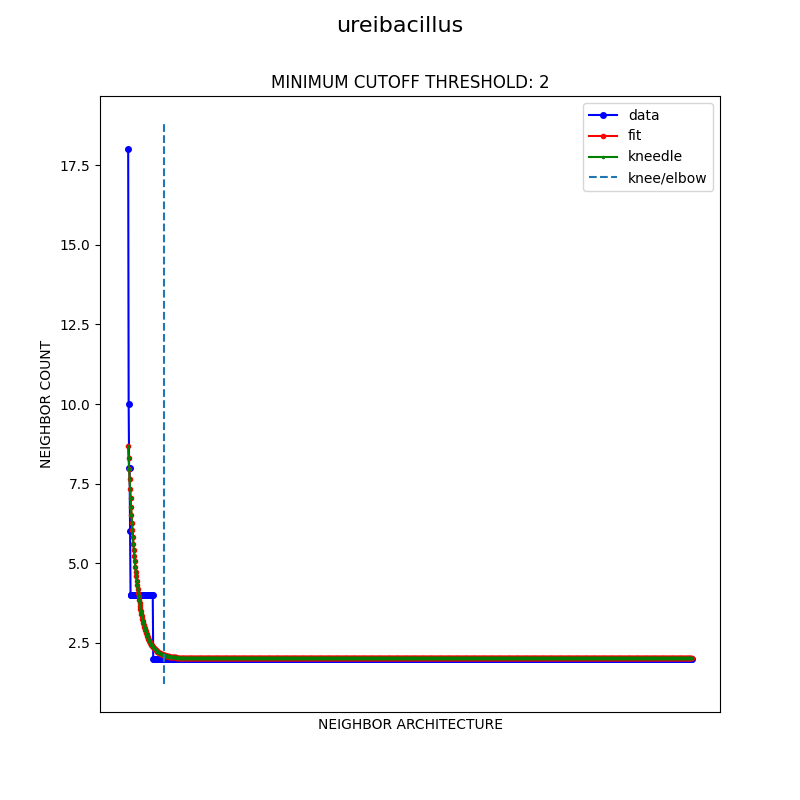 ureibacillus
MINIMUM CUTOFF THRESHOLD: 2
data
fit
kneedle
knee/elbow
17.5
15.0
12.5
10.0
7.5
5.0
2.5
NEIGHBOR COUNT
NEIGHBOR ARCHITECTURE